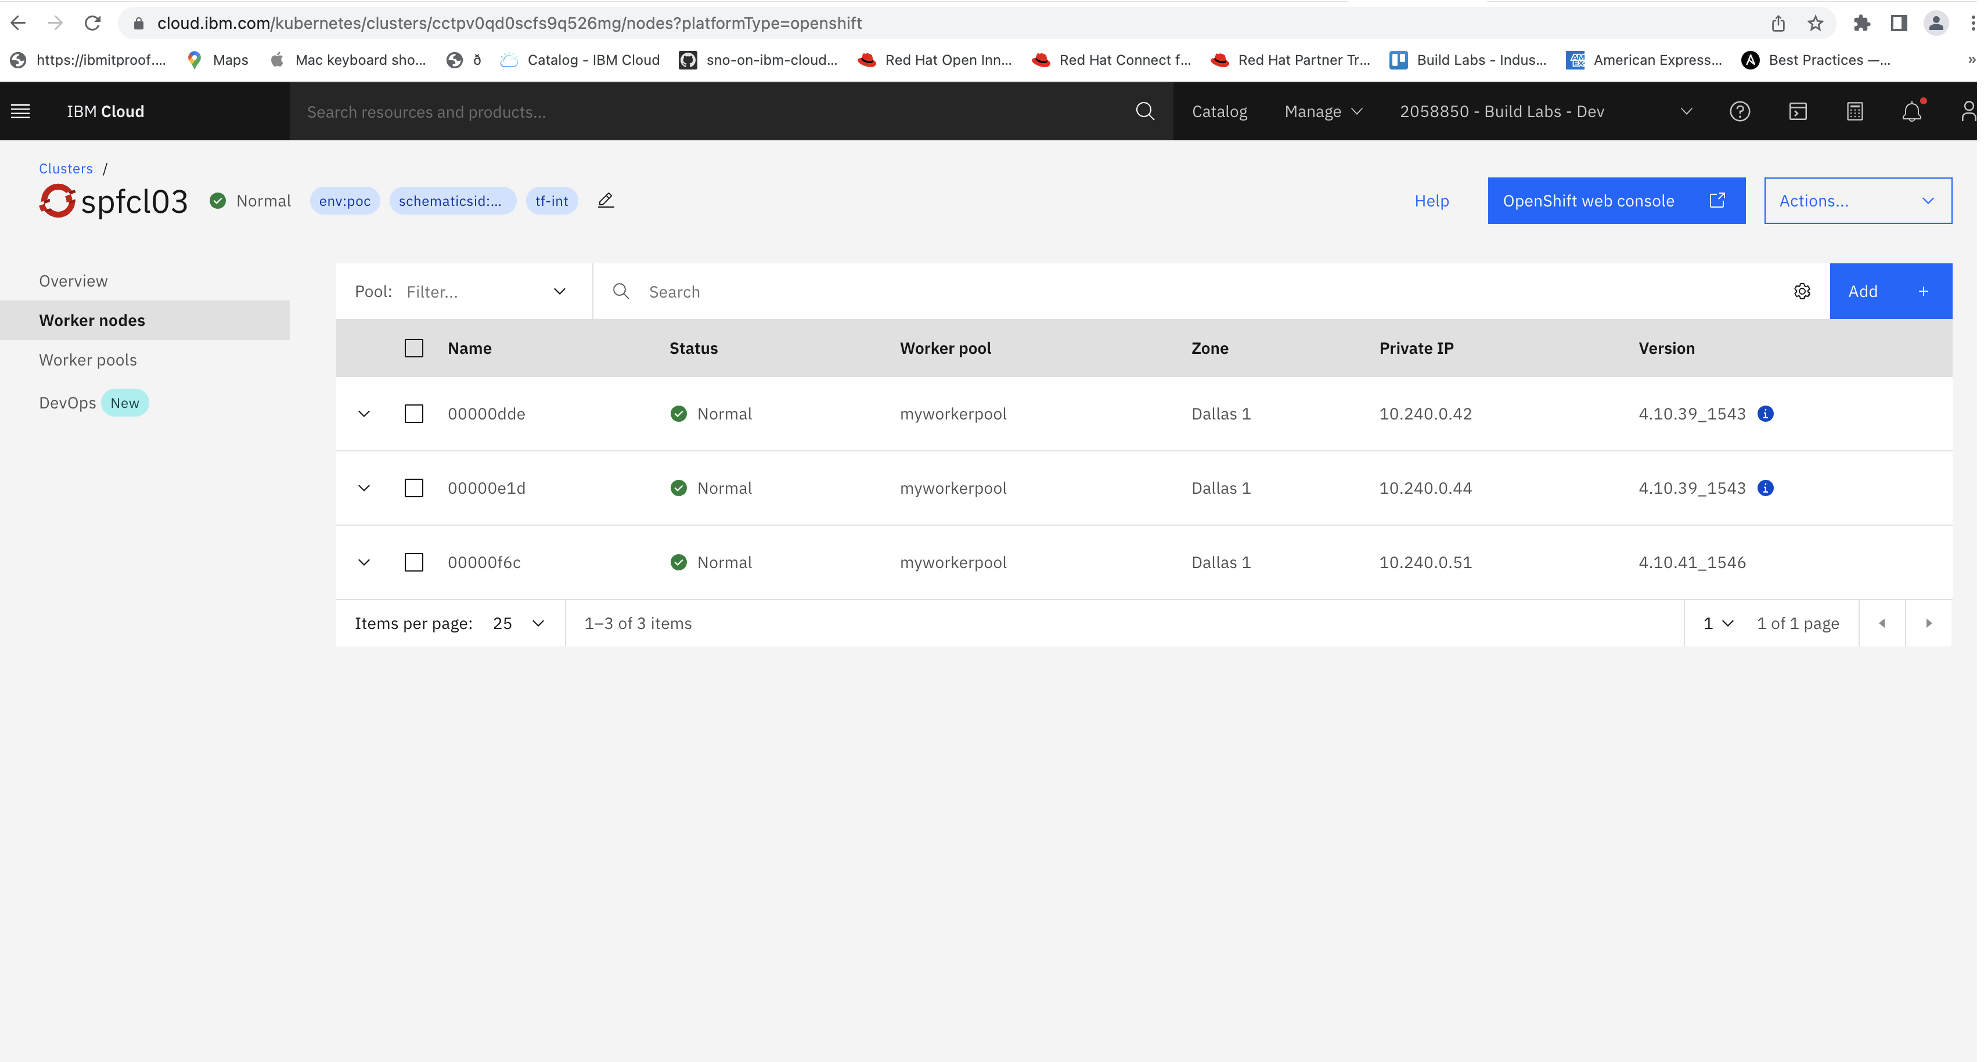 cloud.ibm.com/kubernetes/clusters/cctpv0qd0scfs9q526mg/nodes?platformType=openshift
https://ibmitproof.... Maps Mac keyboard sho... ð Catalog - IBM Cloud sno-on-ibm-cloud... Red Hat Open Inn... Red Hat Connect f... Red Hat Partner Tr... Build Labs - Indus... AM EX American Express... A Best Practices —... »
IBM Cloud Search resources and products... Catalog Manage 2058850 - Build Labs - Dev
Clusters /
spfcl03 Normal env:poc schematicsid:... tf-int Help OpenShift web console Actions...
Overview
Worker nodes
Worker pools
DevOps New
Pool: Filter... Search Add +
Name Status Worker pool Zone Private IP Version
00000dde Normal myworkerpool Dallas 1 10.240.0.42 4.10.39_1543
00000e1d Normal myworkerpool Dallas 1 10.240.0.44 4.10.39_1543
00000f6c Normal myworkerpool Dallas 1 10.240.0.51 4.10.41_1546
Items per page: 25 1–3 of 3 items 1 1 of 1 page